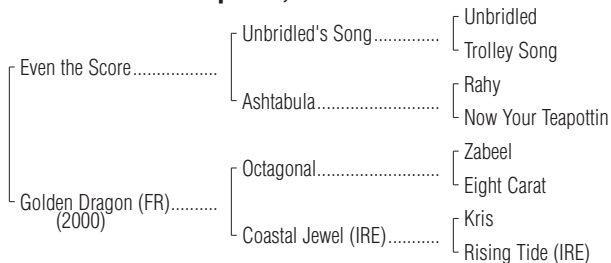 Unbridled
Unbridled's Song..............
Trolley Song
Even the Score..................
Rahy
Ashtabula..........................
Now Your Teapottin
Zabeel
Octagonal..........................
Eight Carat
Golden Dragon (FR)..........
(2000)
Kris
Coastal Jewel (IRE)...........
Rising Tide (IRE)